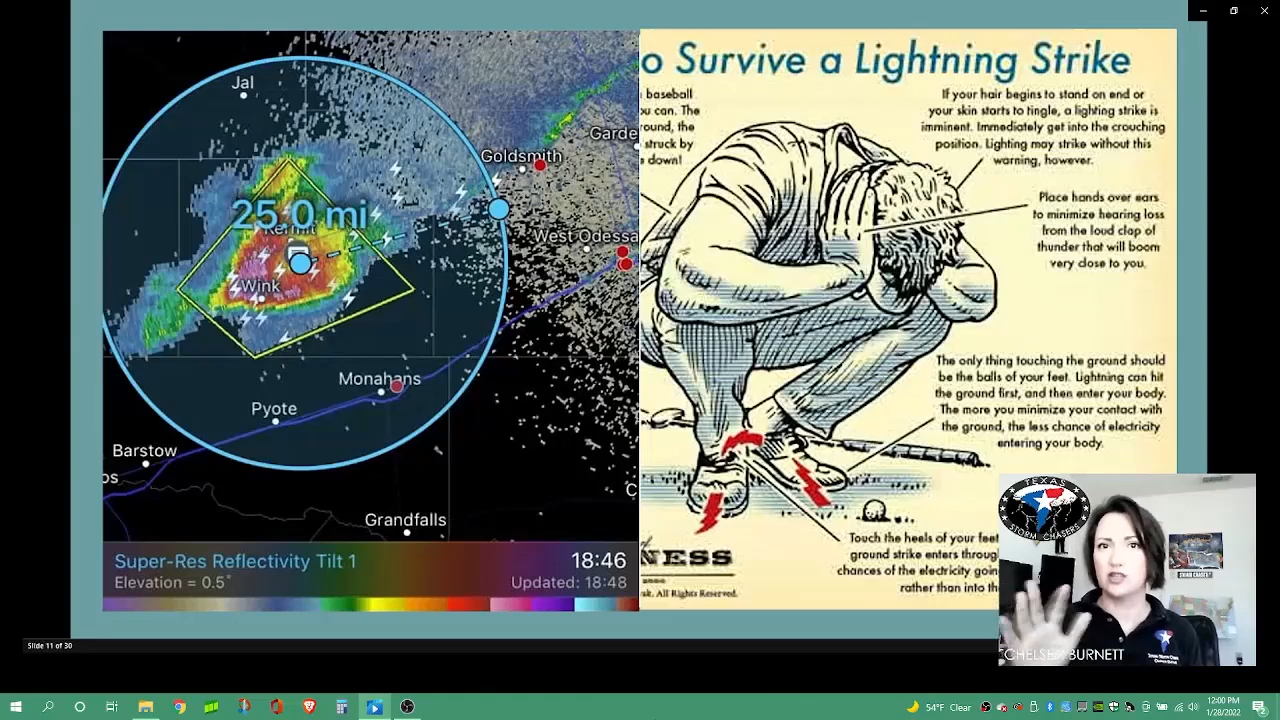 Jal
Goldsmith
Garde
25.0 mi
Kermit
West Odessa
Wink
Monahans
Pyote
Barstow
os
Grandfalls
C
Super-Res Reflectivity Tilt 1
18:46
Elevation = 0.5°
Updated: 18:48
o Survive a Lightning Strike
baseball
ou can. The
round, the
struck by
e down!
If your hair begins to stand on end or
your skin starts to tingle, a lighting strike is
imminent. Immediately get into the crouching
position. Lighting may strike without this
warning, however.
Place hands over ears
to minimize hearing loss
from the loud clap of
thunder that will boom
very close to you.
The only thing touching the ground should
be the balls of your feet. Lightning can hit
the ground first, and then enter your body.
The more you minimize your contact with
the ground, the less chance of electricity
entering your body.
Touch the heels of your feet
ground strike enters throug
chances of the electricity goin
rather than into th
NESS
ak. All Rights Reserved.
TEXAS
STORM CHASERS
CHELSEA BURNETT
Slide 11 of 30
54°F Clear
12:00 PM
1/28/2022